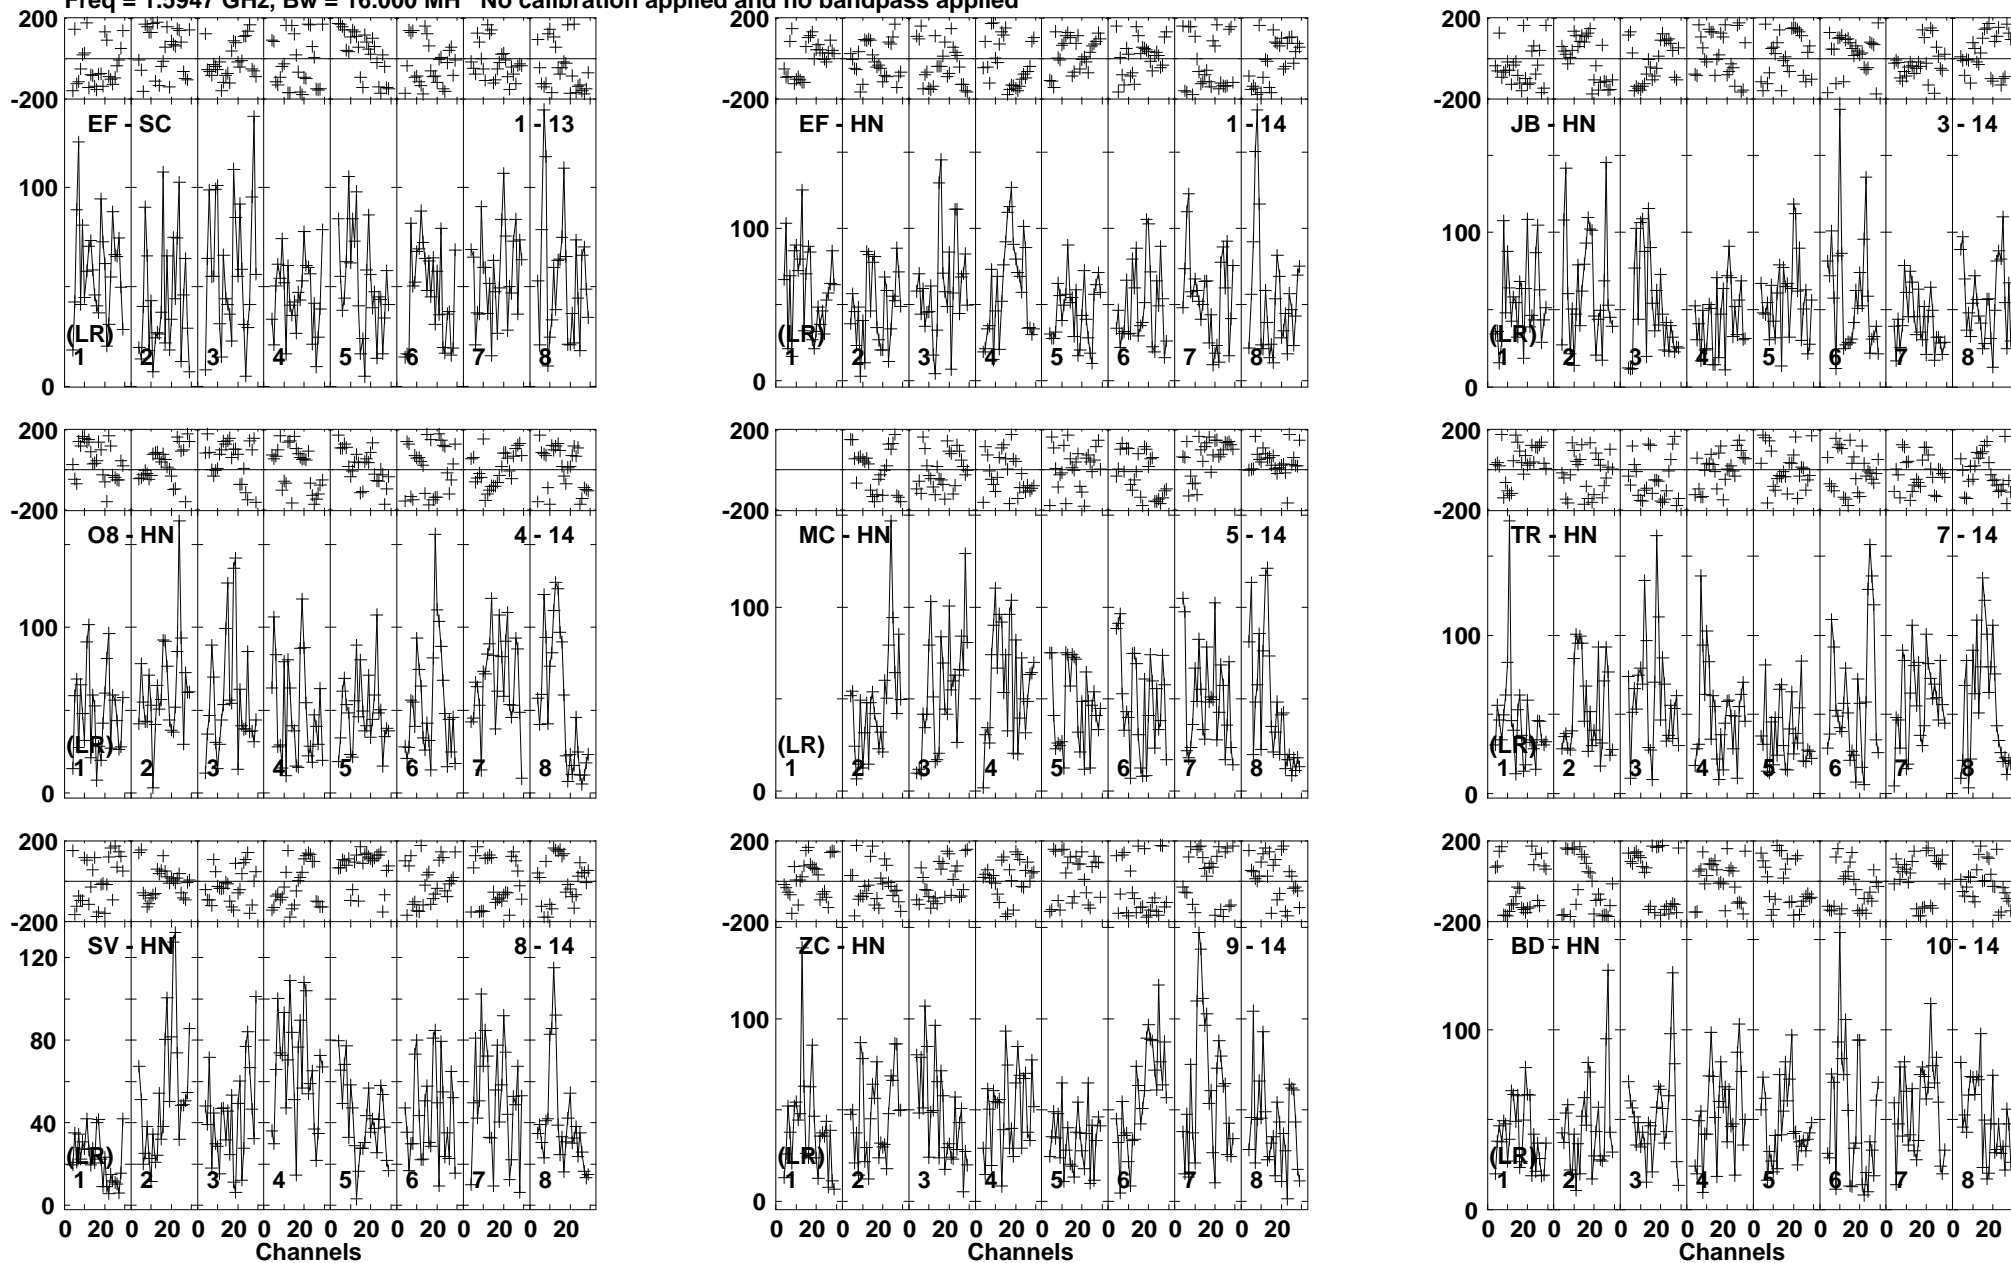 Freq = 1.5947 GHz, Bw = 16.000 MH No calibration applied and no bandpass applied
200 200 200
-200 -200 -200
EF - SC 1 - 13 EF - HN 1 - 14 JB - HN 3 - 14
100 100 100
(LR) (LR) (LR)
1 2 3 4 5 6 7 8 1 2 3 4 5 6 7 8 1 2 3 4 5 6 7 8
0 0 0
200 200 200
-200 -200 -200
O8 - HN 4 - 14 MC - HN 5 - 14 TR - HN 7 - 14
100 100 100
(LR) (LR) (LR)
1 2 3 4 5 6 7 8 1 2 3 4 5 6 7 8 1 2 3 4 5 6 7 8
0 0 0
200 200 200
-200 -200 -200
SV - HN 8 - 14 ZC - HN 9 - 14 BD - HN 10 - 14
120
80 100 100
40
(LR) (LR) (LR)
1 2 3 4 5 6 7 8 1 2 3 4 5 6 7 8 1 2 3 4 5 6 7 8
0 0 0
0 20 0 20 0 20 0 20 0 20 0 20 0 20 0 20 0 20 0 20 0 20 0 20 0 20 0 20 0 20 0 20 0 20 0 20 0 20 0 20 0 20 0 20 0 20 0 20
Channels Channels Channels